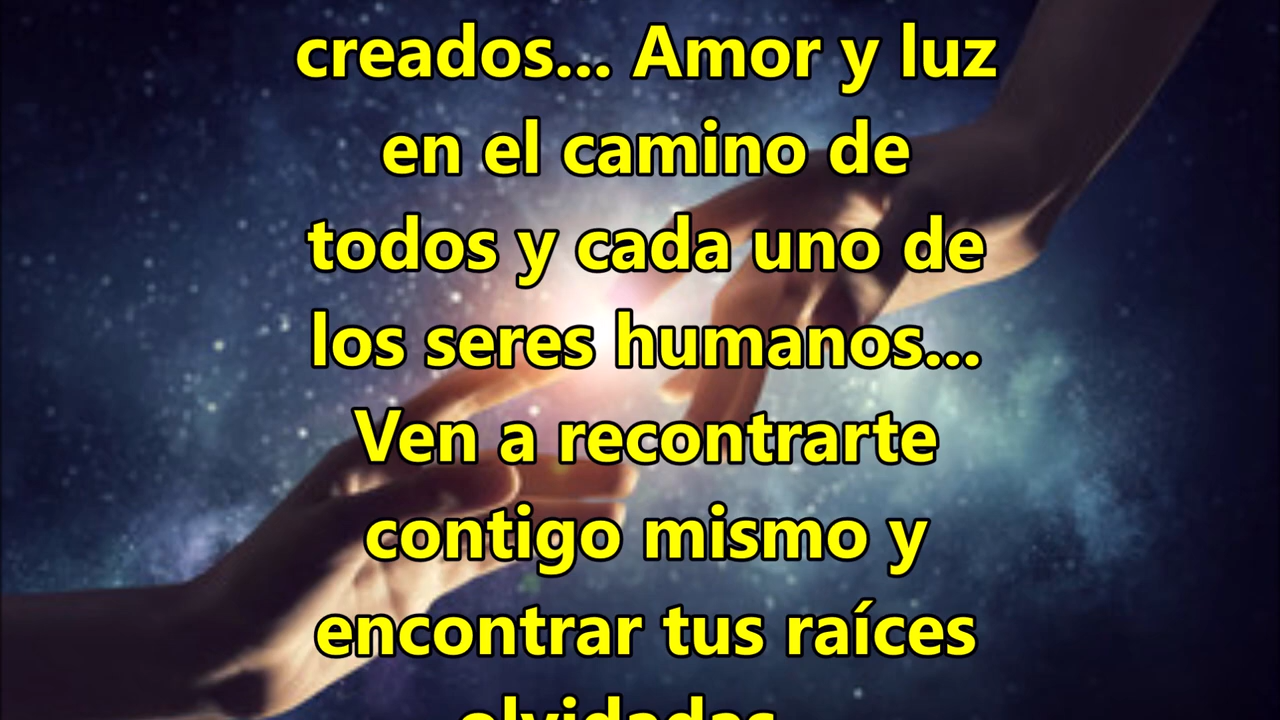 creados... Amor y luz
en el camino de
todos y cada uno de
los seres humanos...
Ven a recontrarte
contigo mismo y
encontrar tus raíces
olvidadas